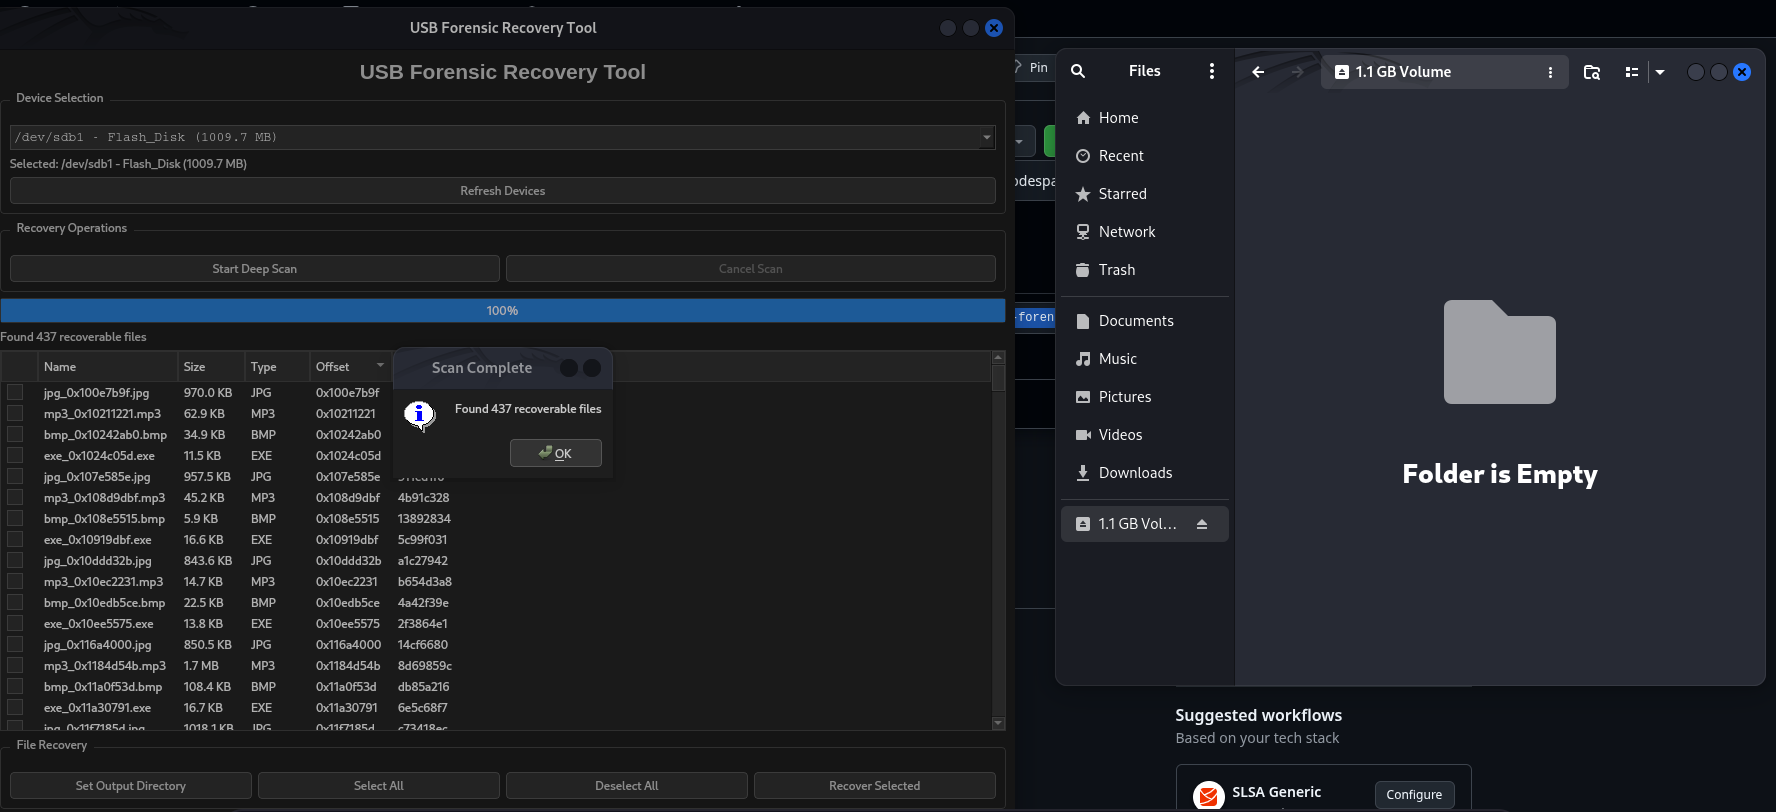 USB Forensic Recovery Tool
USB Forensic Recovery Tool
Device Selection
/dev/sdb1 - Flash_Disk (1009.7 MB)
Selected: /dev/sdb1 - Flash_Disk (1009.7 MB)
Refresh Devices
Recovery Operations
Start Deep Scan Cancel Scan
100%
Found 437 recoverable files
Name Size Type Offset
jpg_0x100e7b9f.jpg 970.0 KB JPG 0x100e7b9f
mp3_0x10211221.mp3 62.9 KB MP3 0x10211221
bmp_0x10242ab0.bmp 34.9 KB BMP 0x10242ab0
exe_0x1024c05d.exe 11.5 KB EXE 0x1024c05d
jpg_0x107e585e.jpg 957.5 KB JPG 0x107e585e
mp3_0x108d9dbf.mp3 45.2 KB MP3 0x108d9dbf 4b91c328
bmp_0x108e5515.bmp 5.9 KB BMP 0x108e5515 13892834
exe_0x10919dbf.exe 16.6 KB EXE 0x10919dbf 5c99f031
jpg_0x10ddd32b.jpg 843.6 KB JPG 0x10ddd32b a1c27942
mp3_0x10ec2231.mp3 14.7 KB MP3 0x10ec2231 b654d3a8
bmp_0x10edb5ce.bmp 22.5 KB BMP 0x10edb5ce 4a42f39e
exe_0x10ee5575.exe 13.8 KB EXE 0x10ee5575 2f3864e1
jpg_0x116a4000.jpg 850.5 KB JPG 0x116a4000 14cf6680
mp3_0x1184d54b.mp3 1.7 MB MP3 0x1184d54b 8d69859c
bmp_0x11a0f53d.bmp 108.4 KB BMP 0x11a0f53d db85a216
exe_0x11a30791.exe 16.7 KB EXE 0x11a30791 6e5c68f7
jpg_0x11f7185d.jpg 1018.1 KB JPG 0x11f7185d c73418ec
Scan Complete
Found 437 recoverable files
OK
File Recovery
Set Output Directory Select All Deselect All Recover Selected
Pin
odespa
-foren
Files
1.1 GB Volume
Home
Recent
Starred
Network
Trash
Documents
Music
Pictures
Videos
Downloads
1.1 GB Vol...
Folder is Empty
Suggested workflows
Based on your tech stack
SLSA Generic
Configure